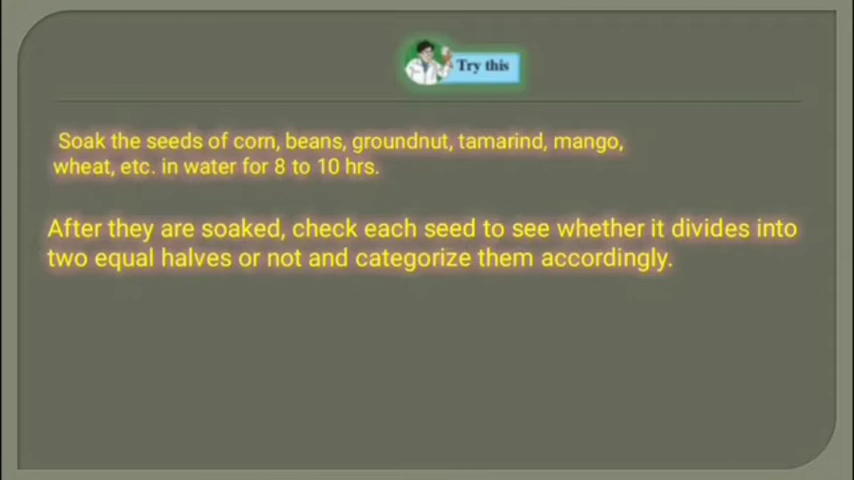 Try this
Soak the seeds of corn, beans, groundnut, tamarind, mango,
wheat, etc. in water for 8 to 10 hrs.
After they are soaked, check each seed to see whether it divides into
two equal halves or not and categorize them accordingly.